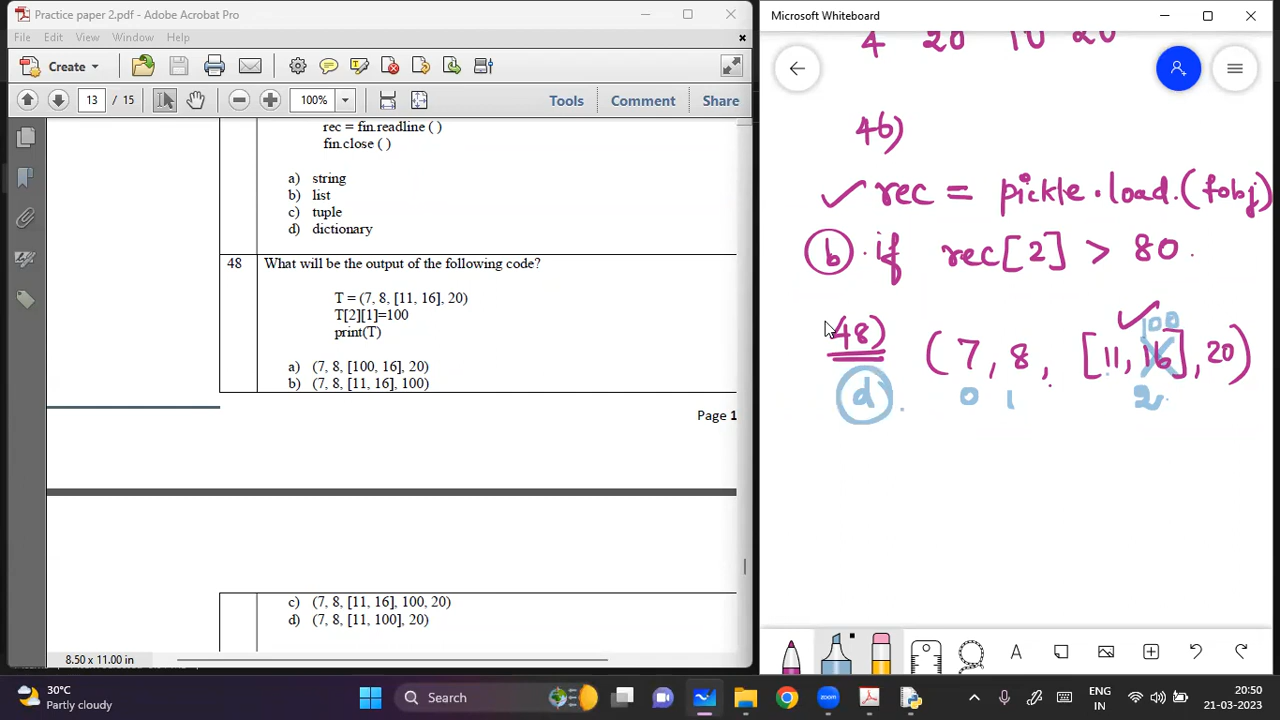 Practice paper 2.pdf - Adobe Acrobat Pro
File Edit View Window Help
Create
13 / 15 100% Tools Comment Share
rec = fin.readline ( )
fin.close ( )
a) string
b) list
c) tuple
d) dictionary
48 What will be the output of the following code?
T = (7, 8, [11, 16], 20)
T[2][1]=100
print(T)
a) (7, 8, [100, 16], 20)
b) (7, 8, [11, 16], 100)
Page 1
c) (7, 8, [11, 16], 100, 20)
d) (7, 8, [11, 100], 20)
8.50 x 11.00 in
Microsoft Whiteboard
4 20 10 20
46)
✓ rec = pickle.load.(fobj)
b . if rec[2] > 80 .
48) (7, 8, [11, 16], 20)
100
d . 0 1 2
30°C
Partly cloudy
Search
zoom
ENG
IN
20:50
21-03-2023